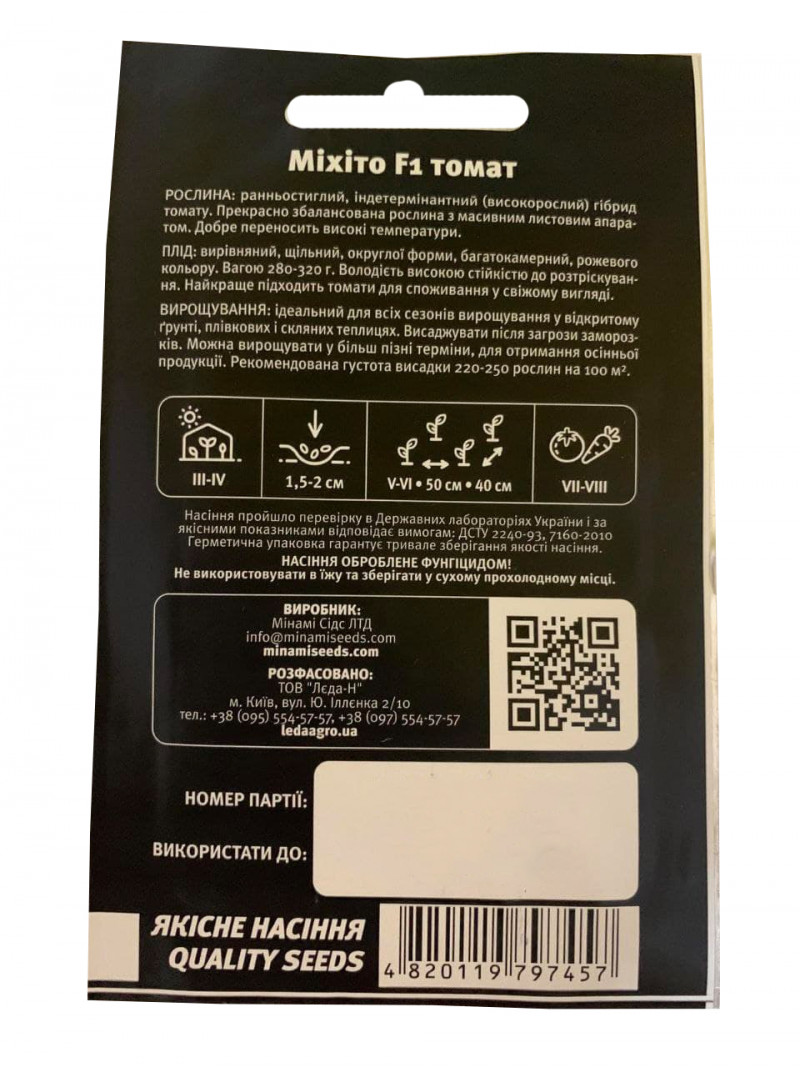 Міхіто F1 томат
РОСЛИНА: ранньостиглий, індетермінантний (високорослий) гібрид
томату. Прекрасно збалансована рослина з масивним листовим апара-
том. Добре переносить високі температури.
ПЛІД: вирівняний, щільний, округлої форми, багатокамерний, рожевого
кольору. Вагою 280-320 г. Володіє високою стійкістю до розтріскуван-
ня. Найкраще підходить томати для споживання у свіжому вигляді.
ВИРОЩУВАННЯ: ідеальний для всіх сезонів вирощування у відкритому
ґрунті, плівкових і скляних теплицях. Висаджувати після загрози замороз-
ків. Можна вирощувати у більш пізні терміни, для отримання осінньої
продукції. Рекомендована густота висадки 220-250 рослин на 100 м².
III-IV 1,5-2 см V-VI • 50 см • 40 см VII-VIII
Насіння пройшло перевірку в Державних лабораторіях України і за
якісними показниками відповідає вимогам: ДСТУ 2240-93, 7160-2010
Герметична упаковка гарантує тривале зберігання якості насіння.
НАСІННЯ ОБРОБЛЕНЕ ФУНГІЦИДОМ!
Не використовувати в їжу та зберігати у сухому прохолодному місці.
ВИРОБНИК:
Мінамі Сідс ЛТД
info@minamiseeds.com
minamiseeds.com
РОЗФАСОВАНО:
ТОВ "Лєда-Н"
м. Київ, вул. Ю. Іллєнка 2/10
тел.: +38 (095) 554-57-57, +38 (097) 554-57-57
ledaagro.ua
НОМЕР ПАРТІЇ:
ВИКОРИСТАТИ ДО:
ЯКІСНЕ НАСІННЯ
QUALITY SEEDS
4 820119 797457